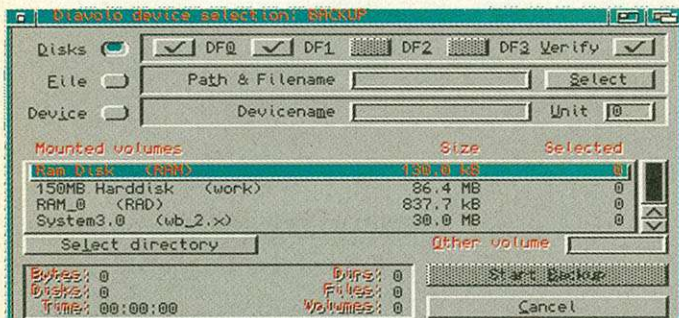 Diavolo device selection: BACKUP
Disks DF0 DF1 DF2 DF3 Verify
File Path & Filename Select
Device Devicename Unit 0
Mounted volumes Size Selected
Ram Disk (RAM) 130.0 kB 0
150MB Harddisk (work) 86.4 MB 0
RAM_0 (RAD) 837.7 kB 0
System3.0 (wb_2.x) 30.0 MB 0
Select directory Other volume
Bytes: 0 Dirs: 0 Start Backup
Disks: 0 Files: 0
Time: 00:00:00 Volumes: 0 Cancel